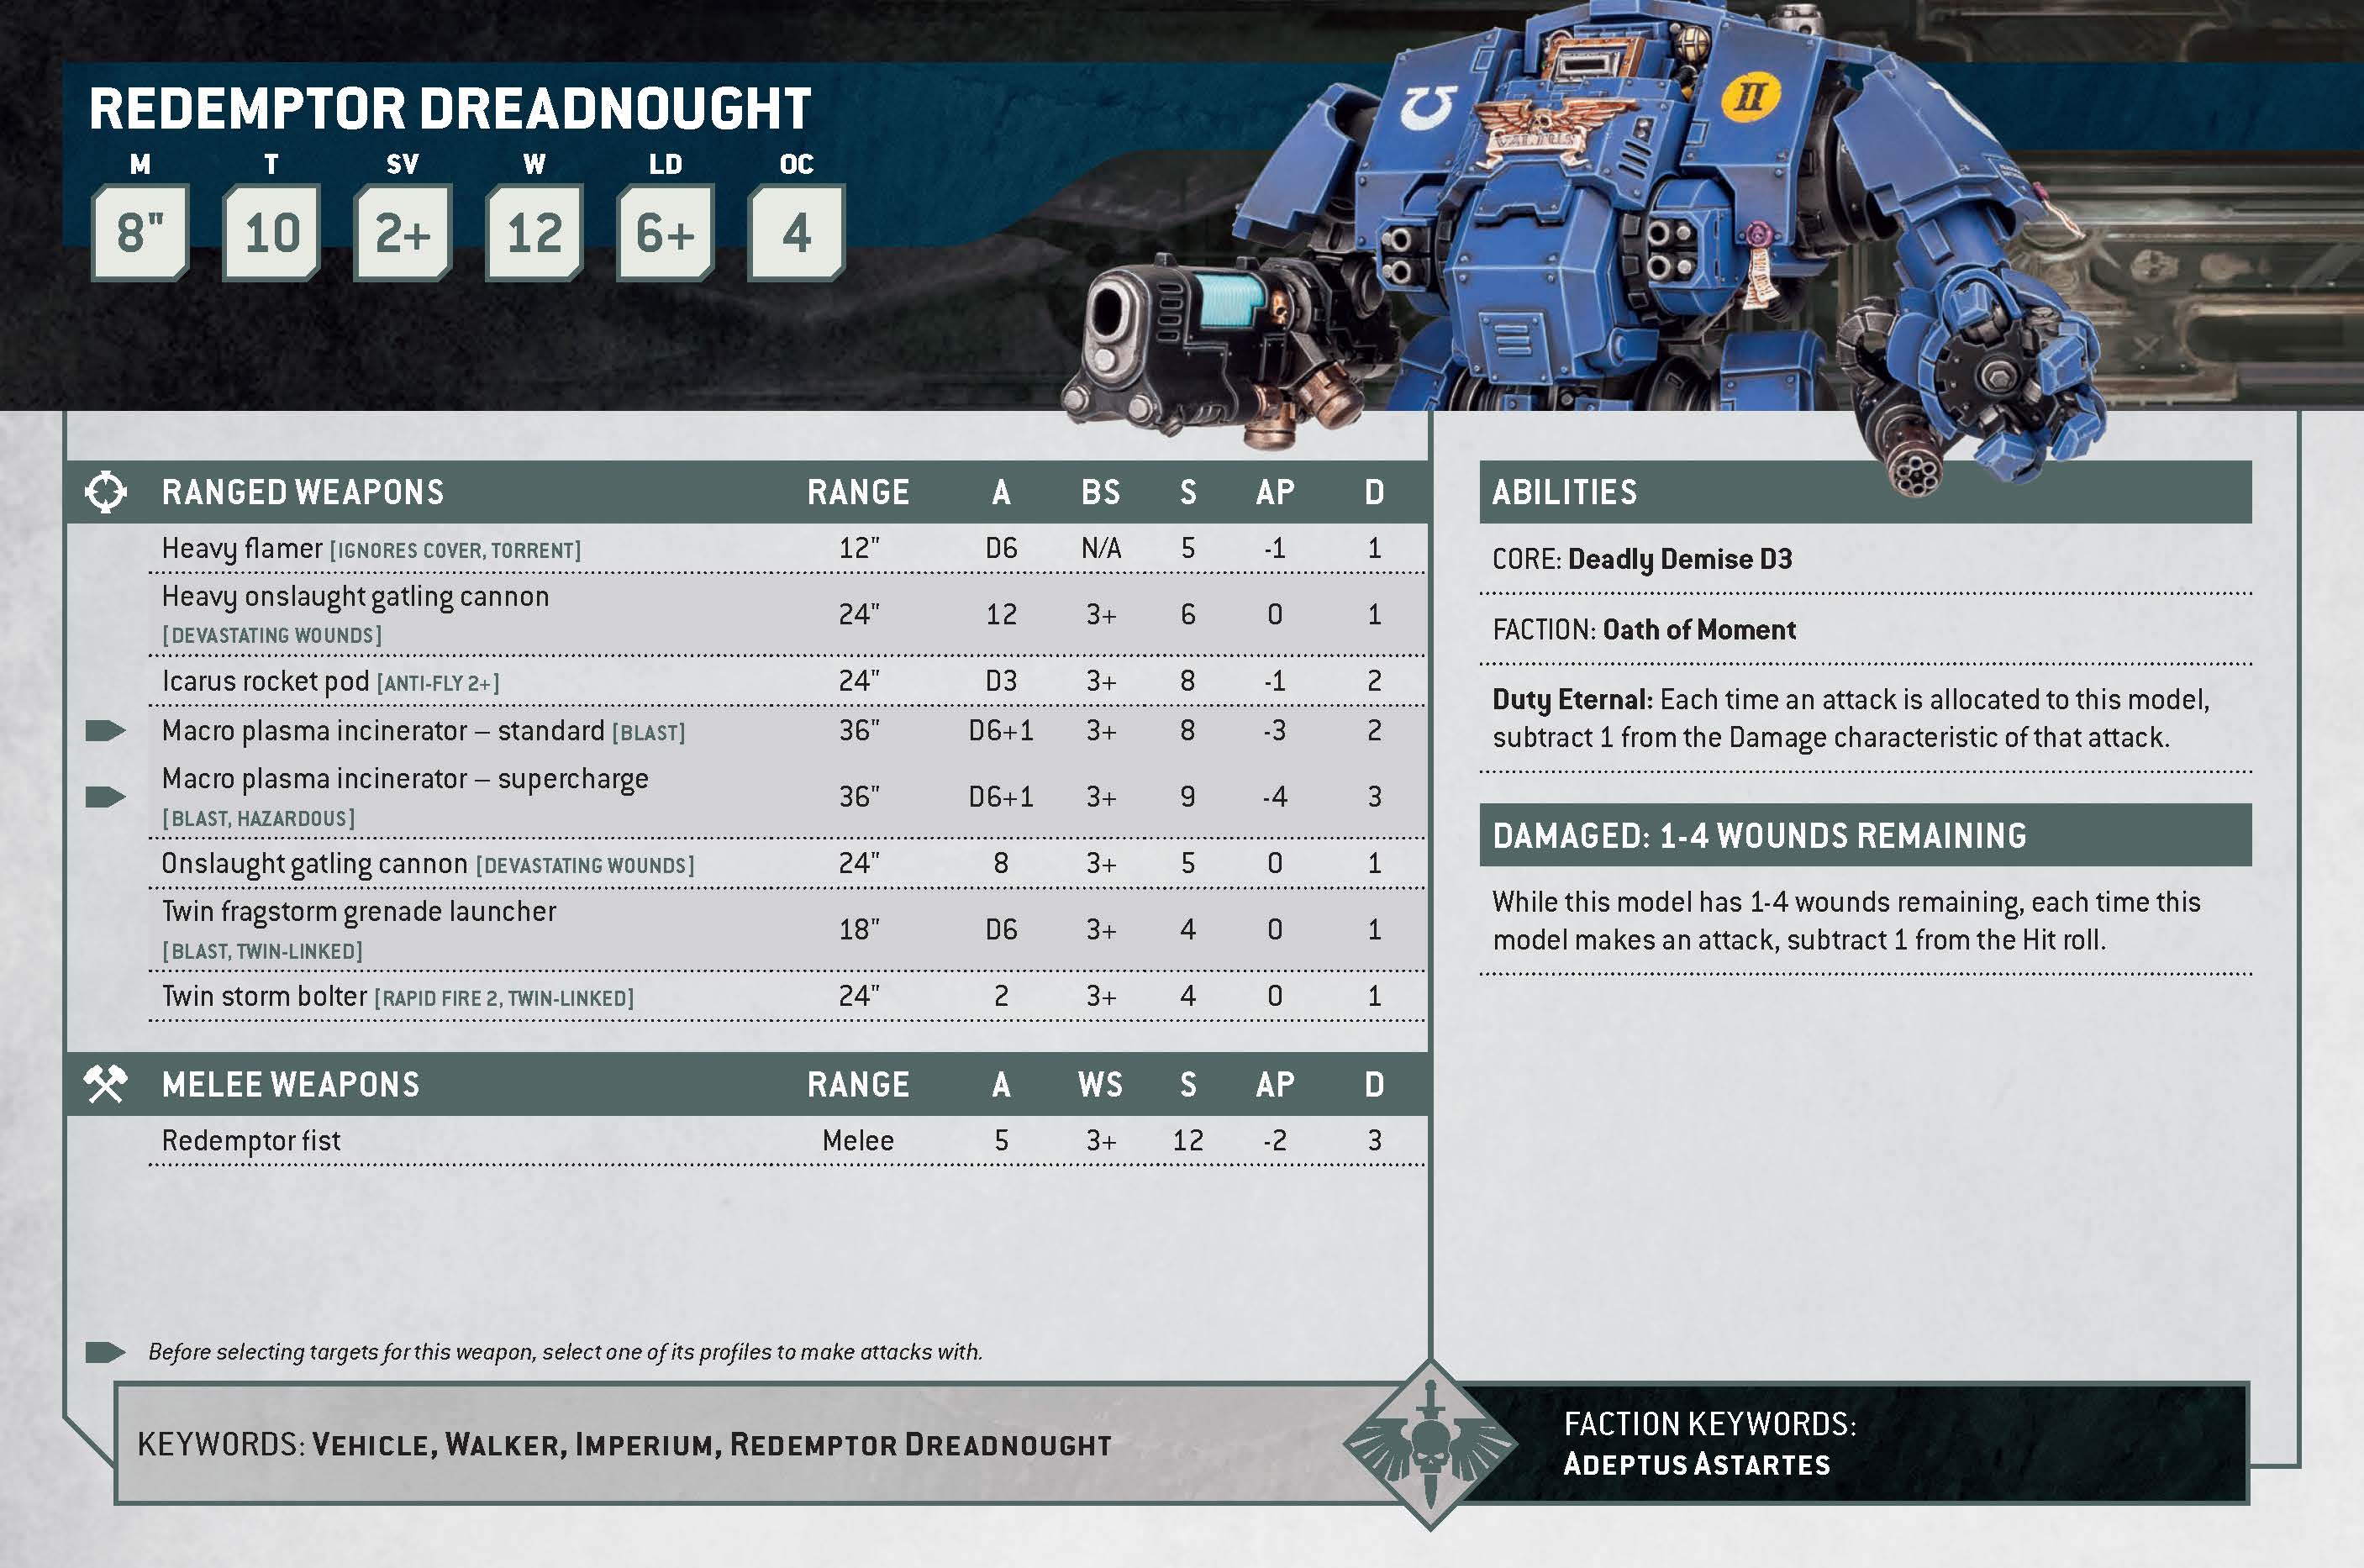 REDEMPTOR DREADNOUGHT
M T SV W LD OC
8" 10 2+ 12 6+ 4
II
RANGED WEAPONS RANGE A BS S AP D
Heavy flamer [IGNORES COVER, TORRENT] 12" D6 N/A 5 -1 1
Heavy onslaught gatling cannon
[DEVASTATING WOUNDS] 24" 12 3+ 6 0 1
Icarus rocket pod [ANTI-FLY 2+] 24" D3 3+ 8 -1 2
Macro plasma incinerator – standard [BLAST] 36" D6+1 3+ 8 -3 2
Macro plasma incinerator – supercharge
[BLAST, HAZARDOUS] 36" D6+1 3+ 9 -4 3
Onslaught gatling cannon [DEVASTATING WOUNDS] 24" 8 3+ 5 0 1
Twin fragstorm grenade launcher
[BLAST, TWIN-LINKED] 18" D6 3+ 4 0 1
Twin storm bolter [RAPID FIRE 2, TWIN-LINKED] 24" 2 3+ 4 0 1
MELEE WEAPONS RANGE A WS S AP D
Redemptor fist Melee 5 3+ 12 -2 3
Before selecting targets for this weapon, select one of its profiles to make attacks with.
ABILITIES
CORE: Deadly Demise D3
FACTION: Oath of Moment
Duty Eternal: Each time an attack is allocated to this model,
subtract 1 from the Damage characteristic of that attack.
DAMAGED: 1-4 WOUNDS REMAINING
While this model has 1-4 wounds remaining, each time this
model makes an attack, subtract 1 from the Hit roll.
KEYWORDS: VEHICLE, WALKER, IMPERIUM, REDEMPTOR DREADNOUGHT
FACTION KEYWORDS:
ADEPTUS ASTARTES